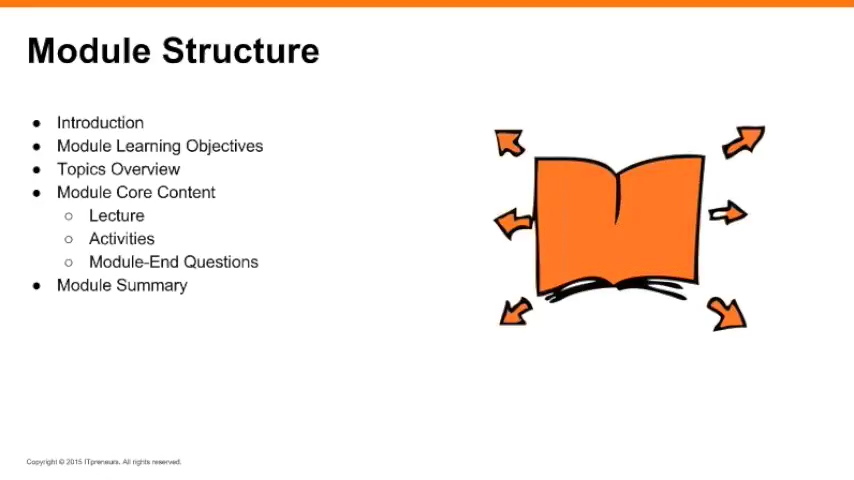 Module Structure
● Introduction
● Module Learning Objectives
● Topics Overview
● Module Core Content
○ Lecture
○ Activities
○ Module-End Questions
● Module Summary
Copyright © 2015 ITpreneurs. All rights reserved.